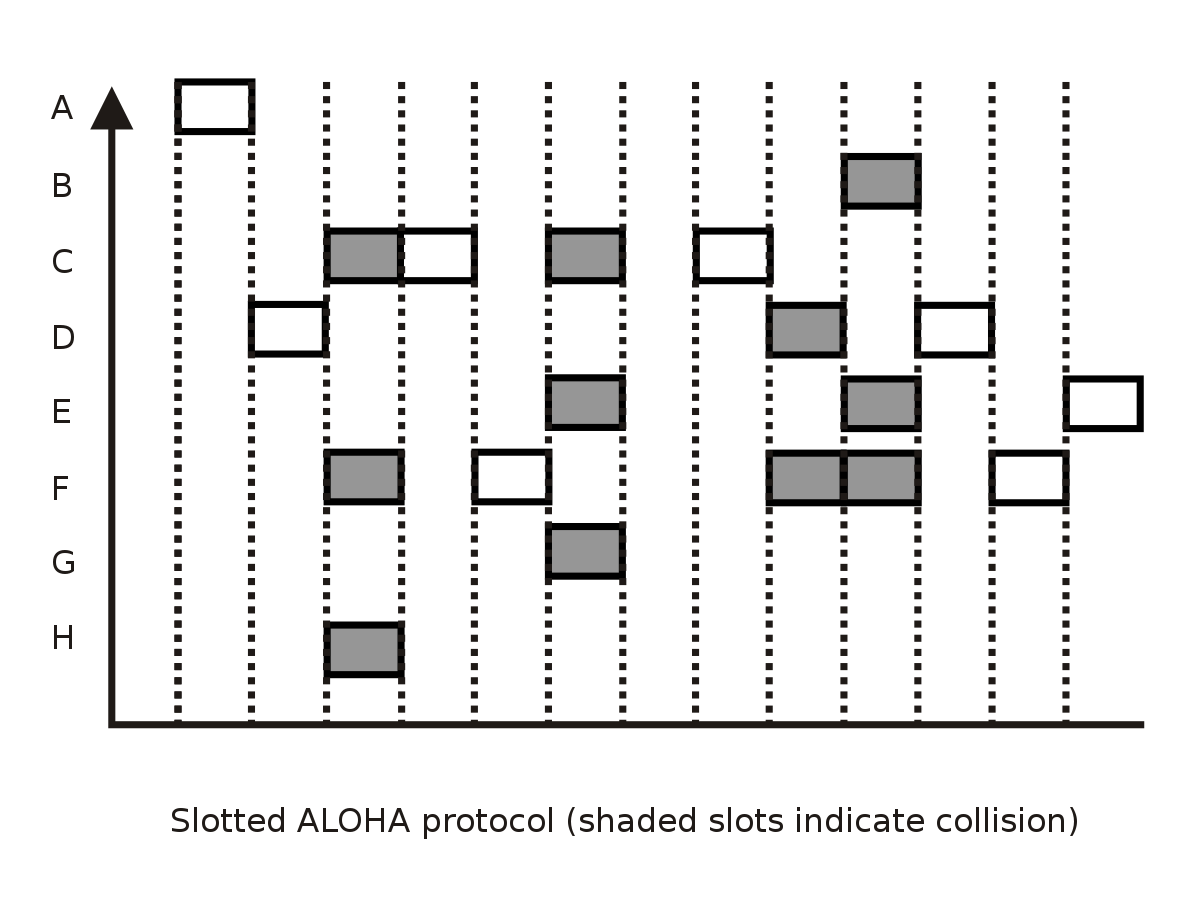 A
B
C
D
E
F
G
H
Slotted ALOHA protocol (shaded slots indicate collision)